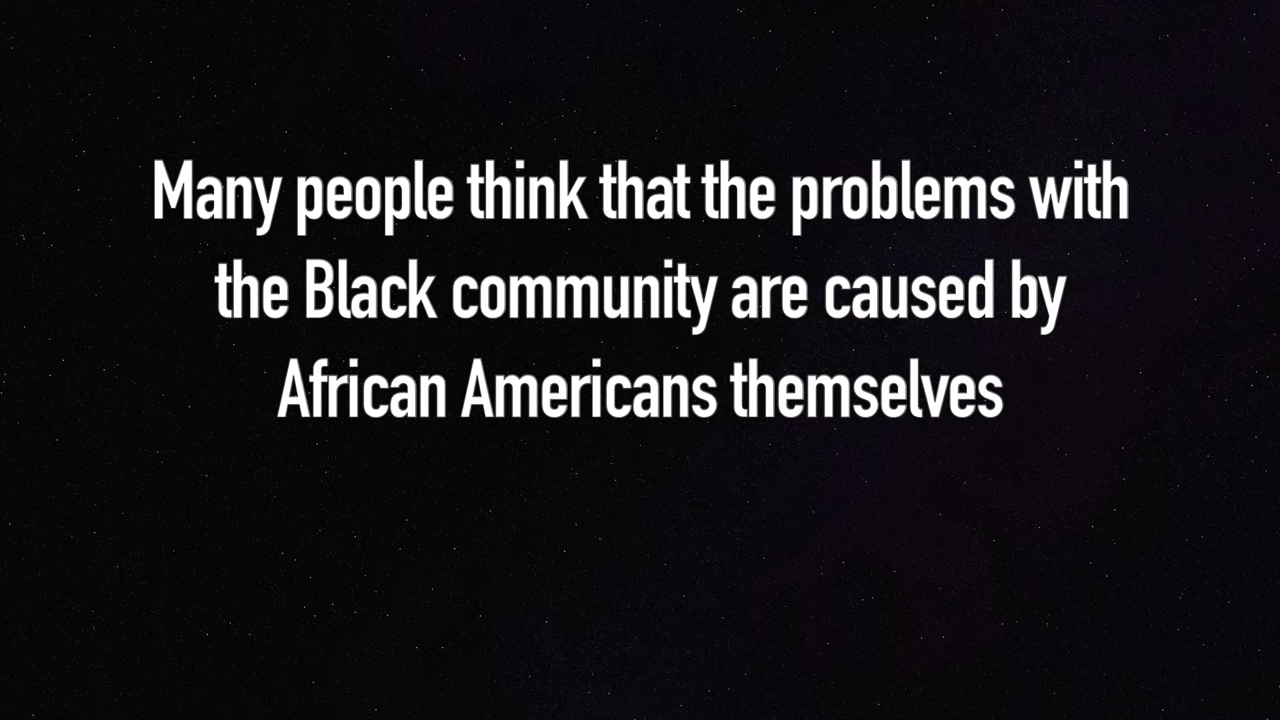 Many people think that the problems with
the Black community are caused by
African Americans themselves